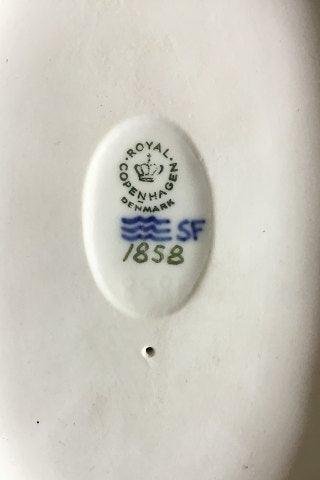 ROYAL
COPENHAGEN
DENMARK
SF
1858